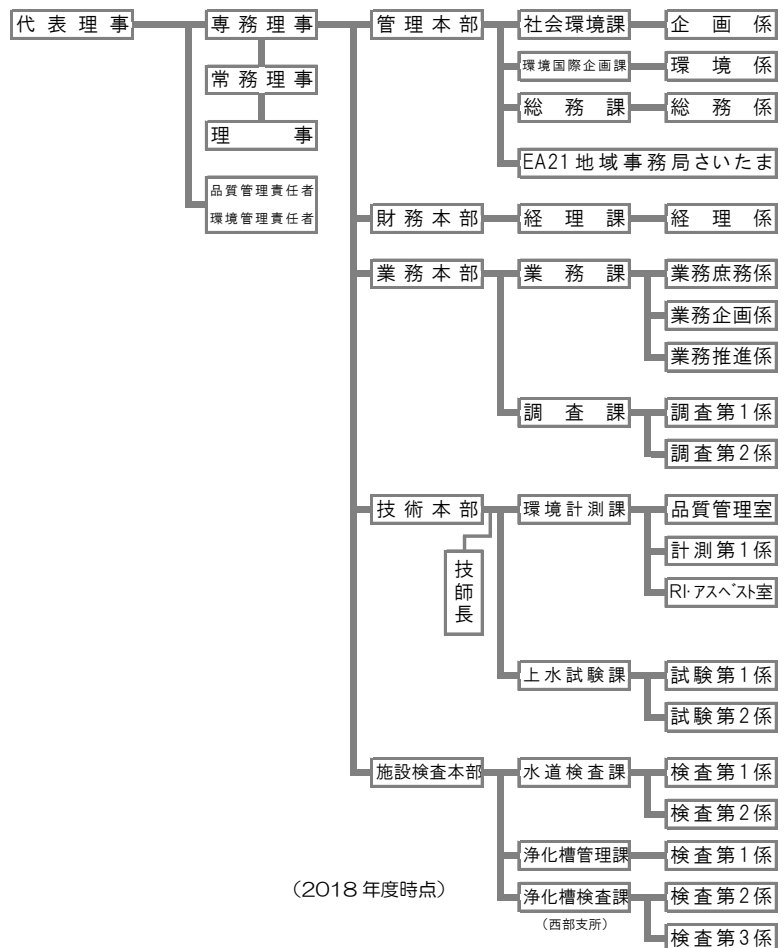 代表理事 専務理事 管理本部 社会環境課 企画係
環境国際企画課 環境係
常務理事
総務課 総務係
理事
EA21地域事務局さいたま
品質管理責任者
環境管理責任者
財務本部 経理課 経理係
業務本部 業務課 業務庶務係
業務企画係
業務推進係
調査課 調査第1係
調査第2係
技術本部 環境計測課 品質管理室
技師長
計測第1係
RI・アスベスト室
上水試験課 試験第1係
試験第2係
施設検査本部 水道検査課 検査第1係
検査第2係
浄化槽管理課 検査第1係
(2018年度時点) 浄化槽検査課 検査第2係
(西部支所)
検査第3係